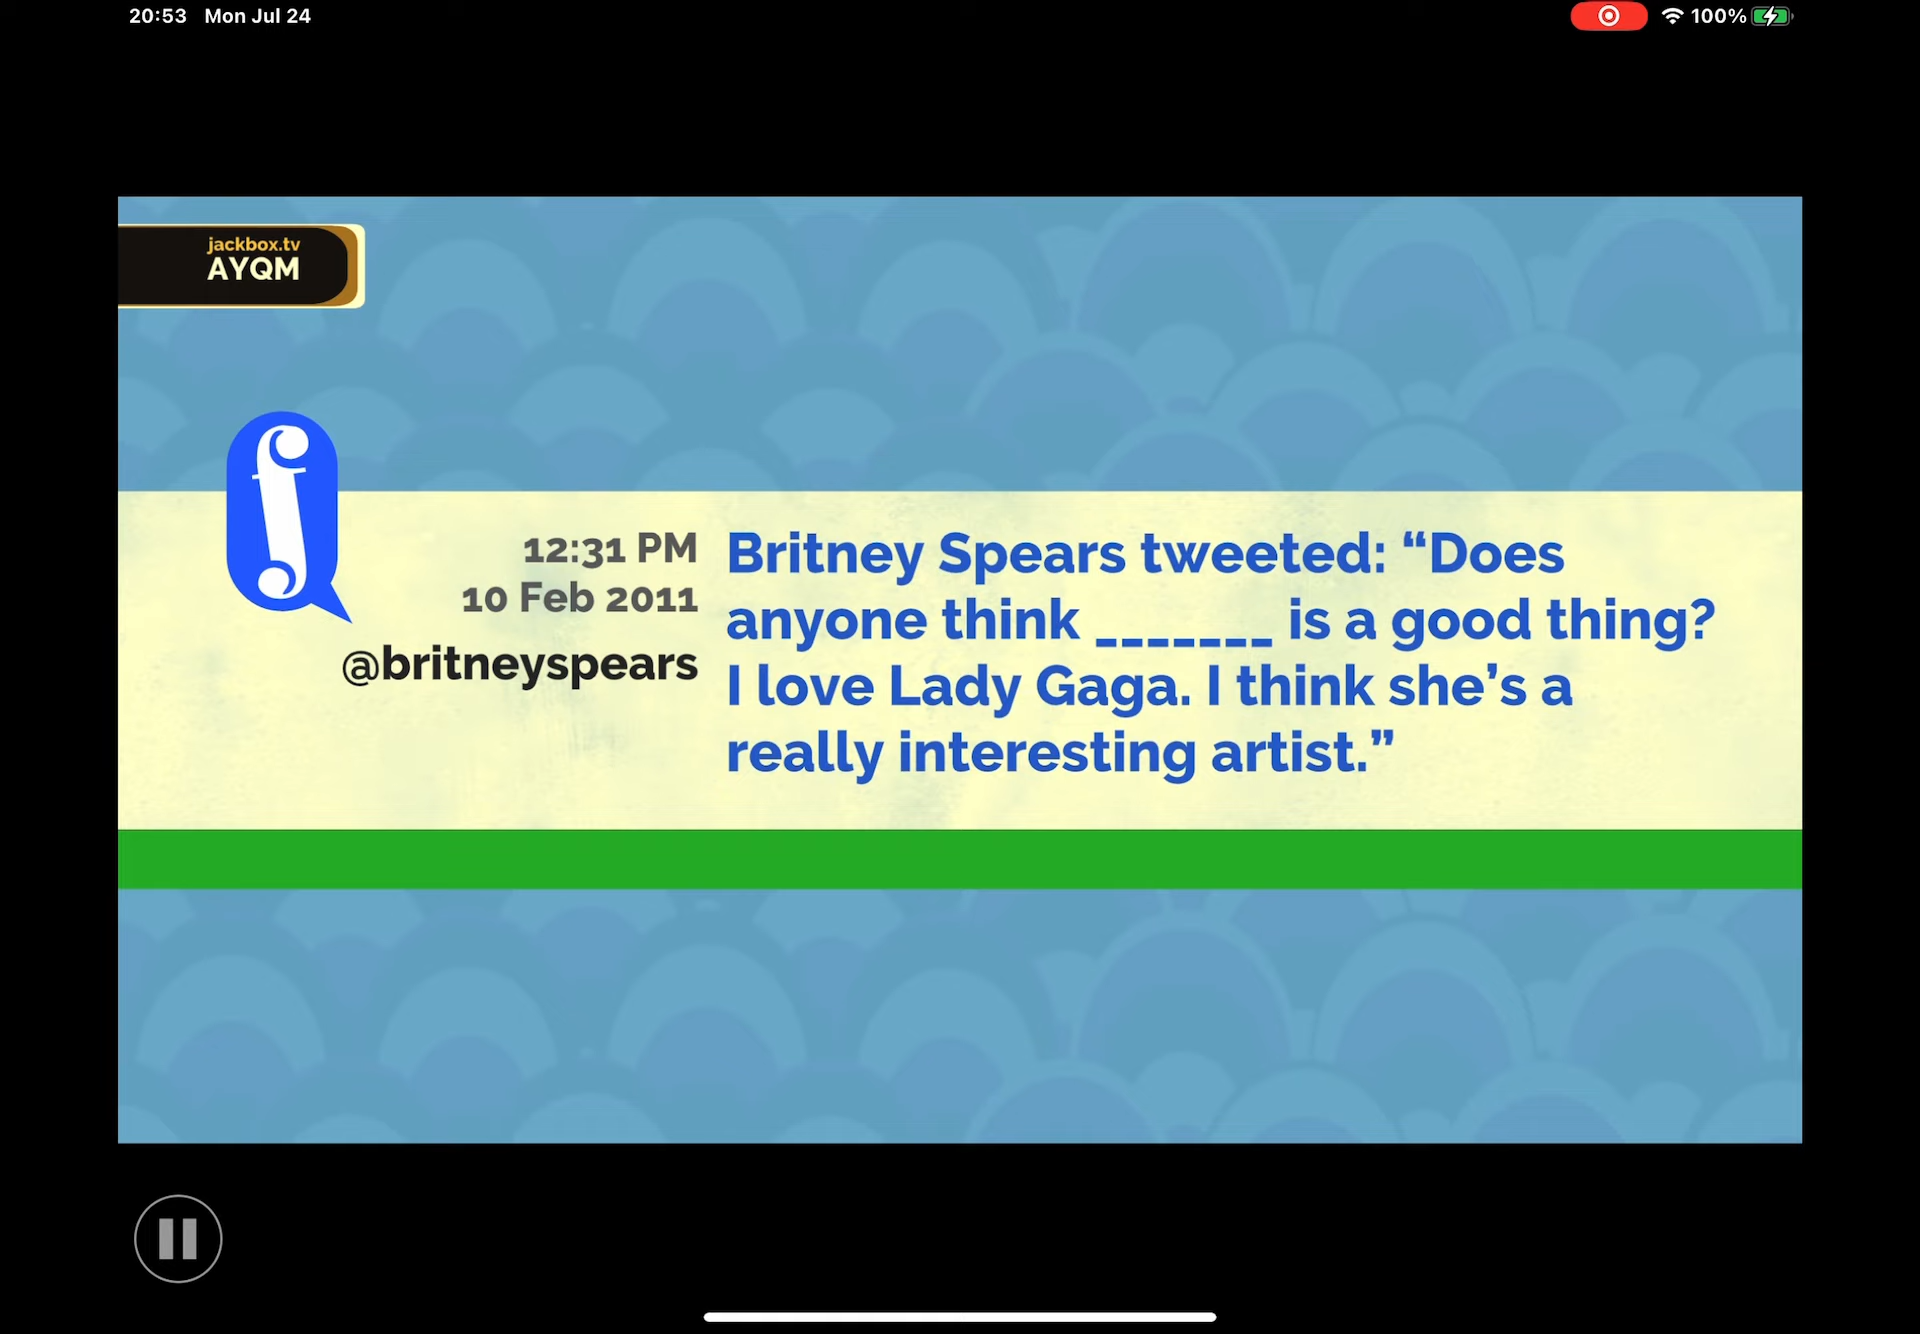 20:53 Mon Jul 24
100%
jackbox.tv
AYQM
f
12:31 PM
10 Feb 2011
@britneyspears
Britney Spears tweeted: “Does
anyone think _______ is a good thing?
I love Lady Gaga. I think she’s a
really interesting artist.”